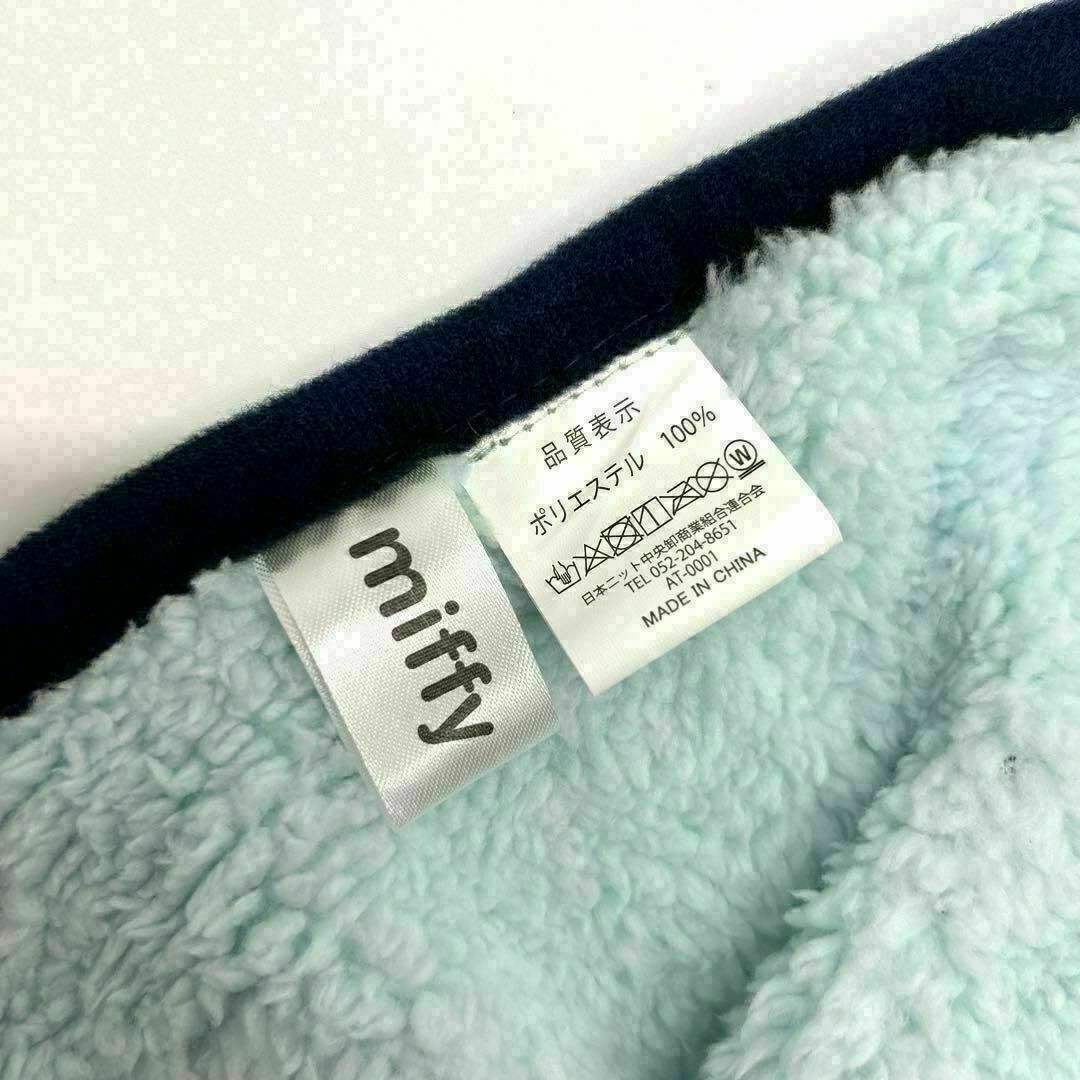 miffy
品質表示
ポリエステル 100%
W
日本ニット中央卸商業組合連合会
TEL 052-204-8651
AT-0001
MADE IN CHINA